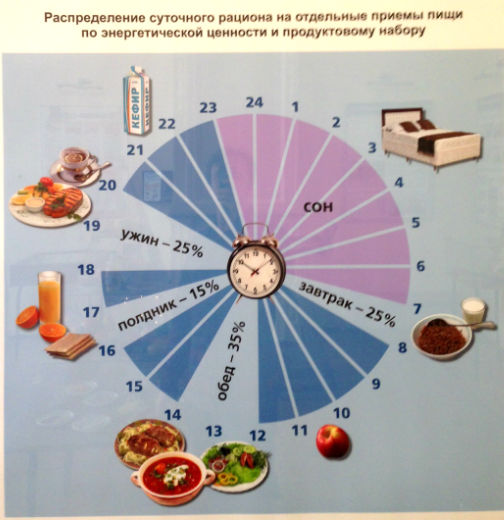 Распределение суточного рациона на отдельные приемы пищи
по энергетической ценности и продуктовому набору
КЕФИР
КЕФИР
24
1
2
3
4
5
6
7
8
9
10
11
12
13
14
15
16
17
18
19
20
21
22
23
СОН
завтрак – 25%
обед – 35%
полдник – 15%
ужин – 25%